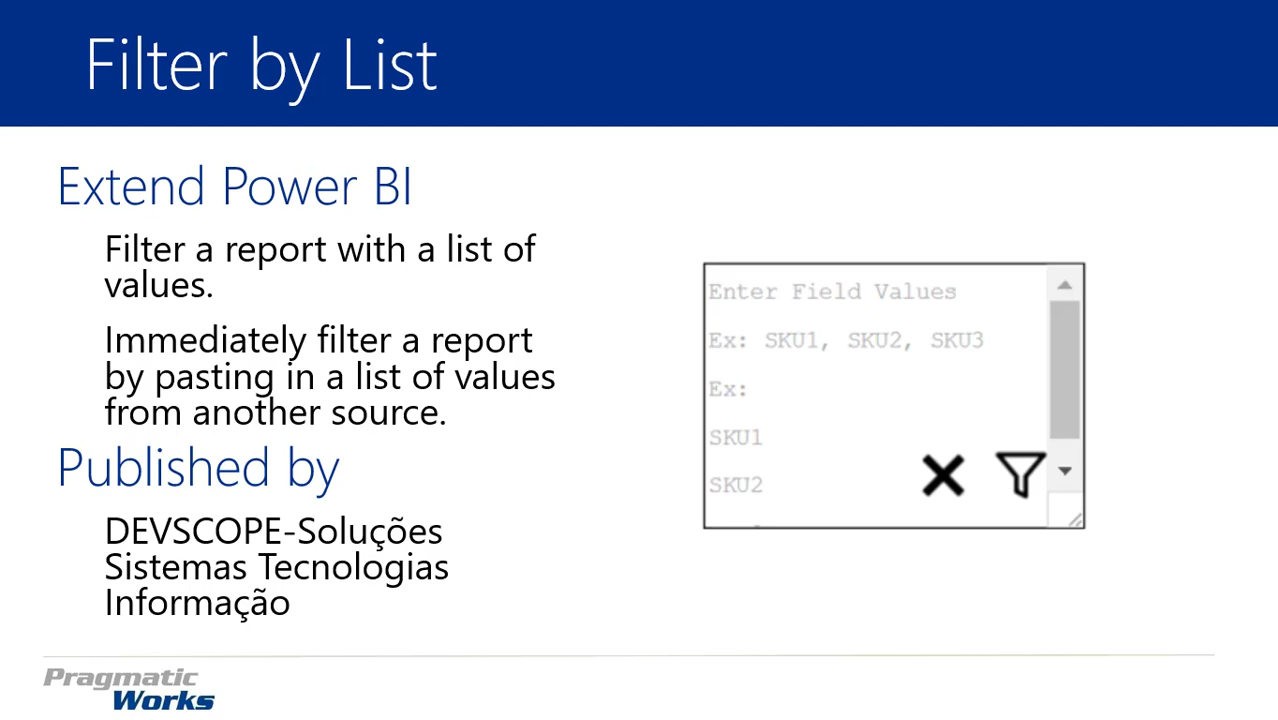 Filter by List
Extend Power BI
Filter a report with a list of
values.
Immediately filter a report
by pasting in a list of values
from another source.
Published by
DEVSCOPE-Soluções
Sistemas Tecnologias
Informação
Enter Field Values
Ex: SKU1, SKU2, SKU3
Ex:
SKU1
SKU2
Pragmatic
Works